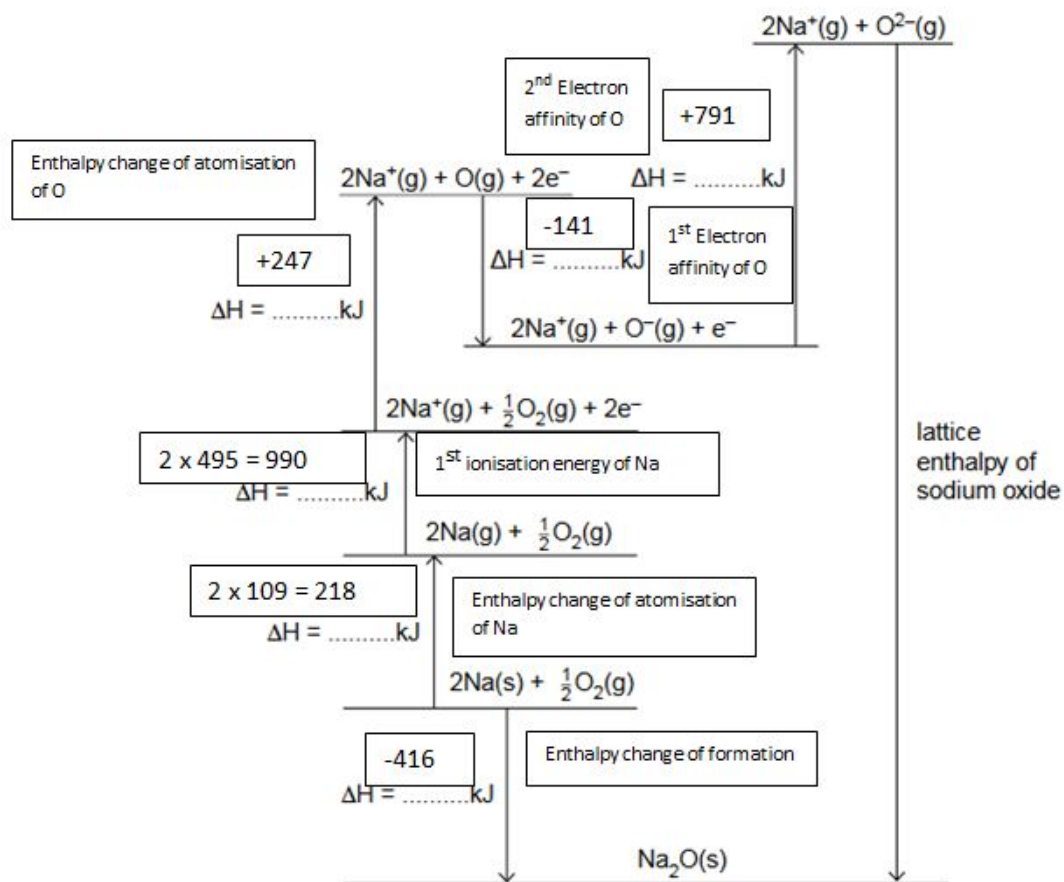 2Na⁺(g) + O²⁻(g)
2ⁿᵈ Electron
affinity of O
+791
ΔH = ..........kJ
Enthalpy change of atomisation
of O
2Na⁺(g) + O(g) + 2e⁻
-141
ΔH = ..........kJ
1ˢᵗ Electron
affinity of O
+247
ΔH = ..........kJ
2Na⁺(g) + O⁻(g) + e⁻
2Na⁺(g) + ½O₂(g) + 2e⁻
2 x 495 = 990
ΔH = ..........kJ
1ˢᵗ ionisation energy of Na
lattice
enthalpy of
sodium oxide
2Na(g) + ½O₂(g)
2 x 109 = 218
ΔH = ..........kJ
Enthalpy change of atomisation
of Na
2Na(s) + ½O₂(g)
-416
ΔH = ..........kJ
Enthalpy change of formation
Na₂O(s)